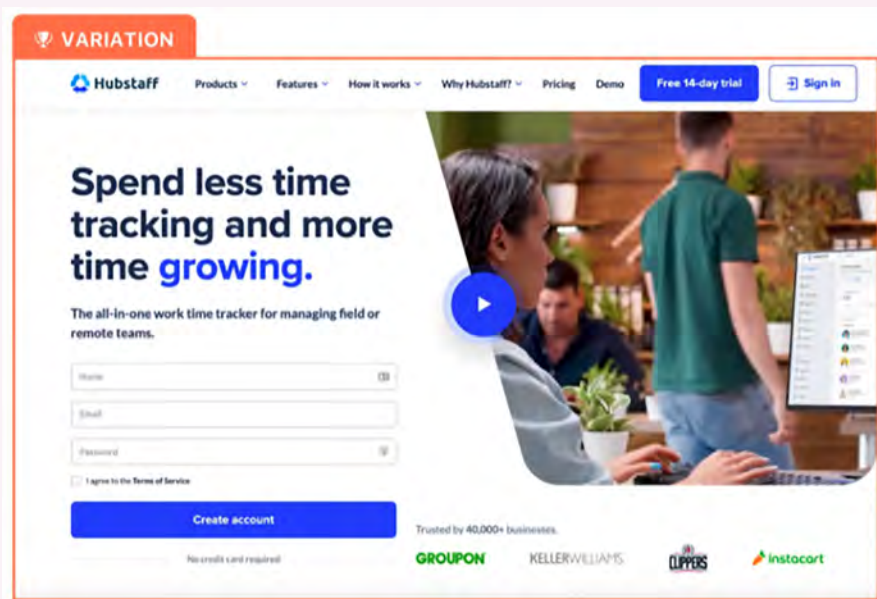 VARIATION
Hubstaff Products Features How it works Why Hubstaff? Pricing Demo Free 14-day trial Sign in
Spend less time
tracking and more
time growing.
The all-in-one work time tracker for managing field or
remote teams.
Name
Email
Password
I agree to the Terms of Service
Create account
No credit card required
Trusted by 40,000+ businesses.
GROUPON KELLERWILLIAMS CLIPPERS instacart